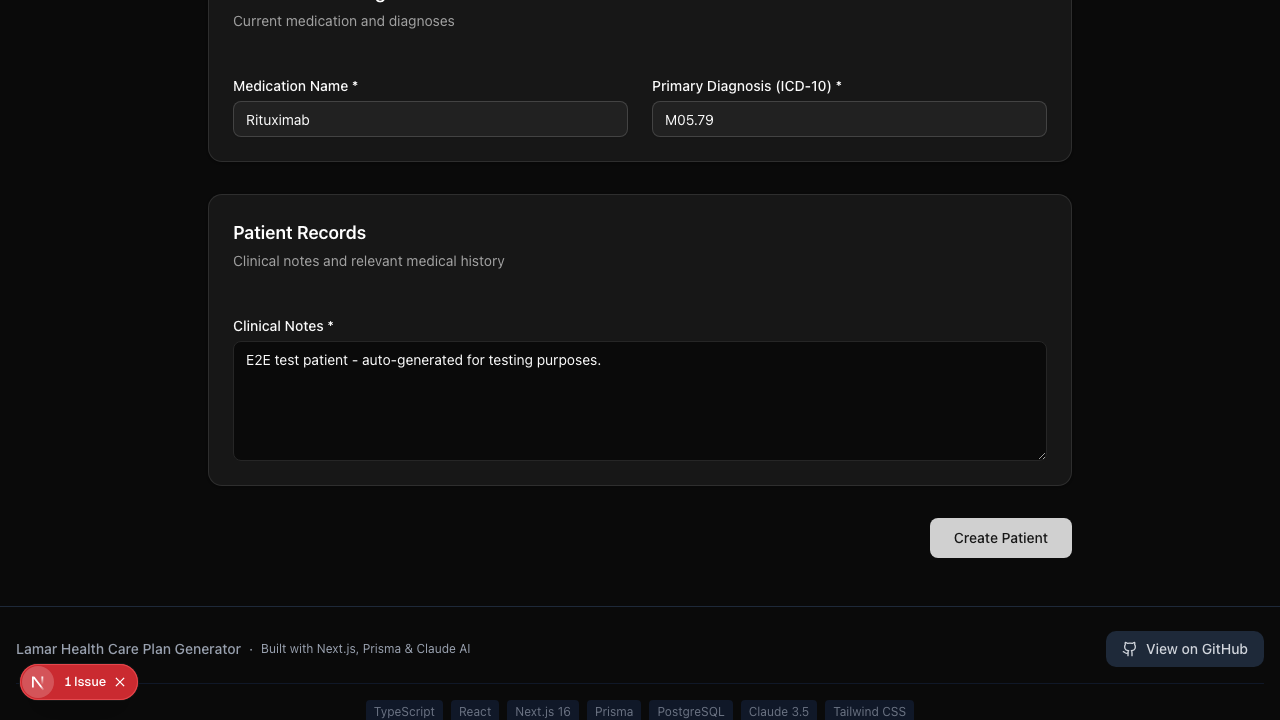 Current medication and diagnoses
Medication Name *
Primary Diagnosis (ICD-10) *
Rituximab
M05.79
Patient Records
Clinical notes and relevant medical history
Clinical Notes *
E2E test patient - auto-generated for testing purposes.
Create Patient
Lamar Health Care Plan Generator · Built with Next.js, Prisma & Claude AI
View on GitHub
N 1 Issue
TypeScript React Next.js 16 Prisma PostgreSQL Claude 3.5 Tailwind CSS